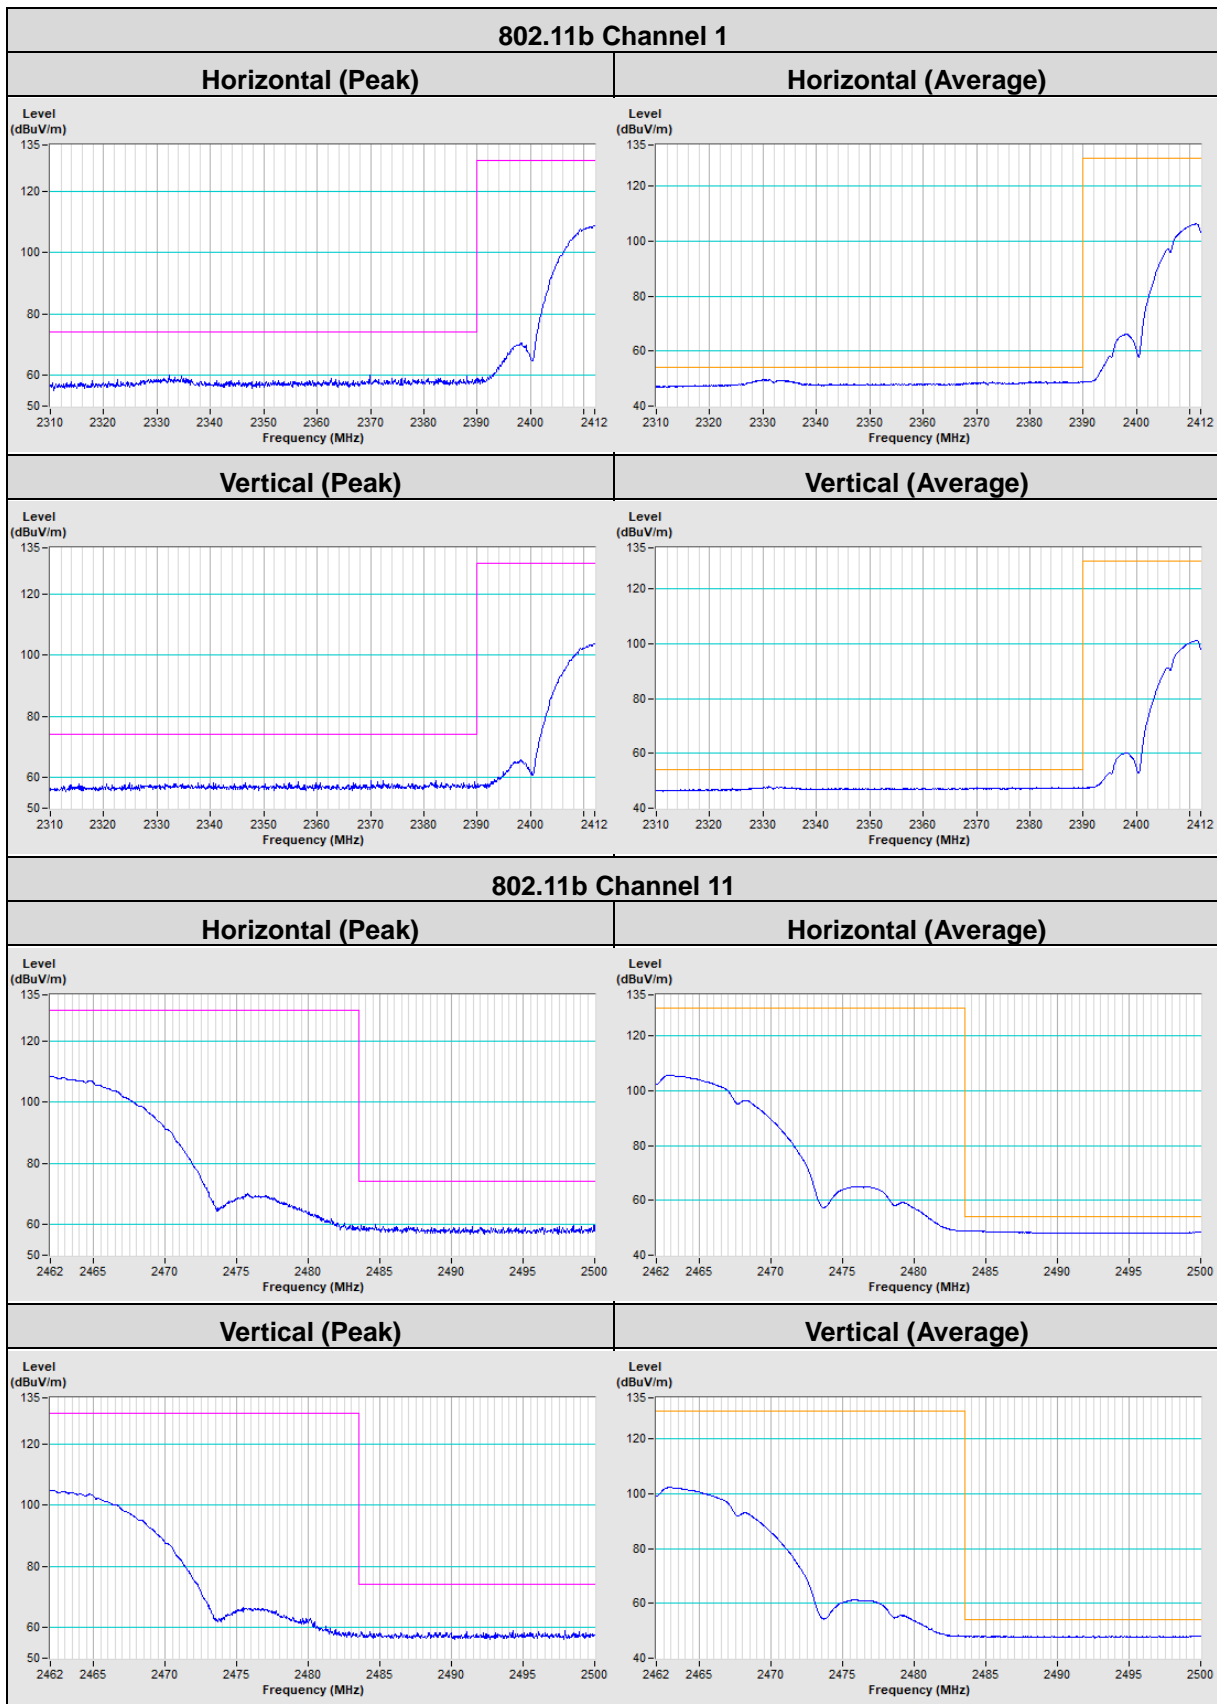 802.11b Channel 1
Horizontal (Peak)
Horizontal (Average)
Level
(dBuV/m)
135
120
100
80
60
50
2310 2320 2330 2340 2350 2360 2370 2380 2390 2400 2412
Frequency (MHz)
Level
(dBuV/m)
135
120
100
80
60
40
2310 2320 2330 2340 2350 2360 2370 2380 2390 2400 2412
Frequency (MHz)
Vertical (Peak)
Vertical (Average)
Level
(dBuV/m)
135
120
100
80
60
50
2310 2320 2330 2340 2350 2360 2370 2380 2390 2400 2412
Frequency (MHz)
Level
(dBuV/m)
135
120
100
80
60
40
2310 2320 2330 2340 2350 2360 2370 2380 2390 2400 2412
Frequency (MHz)
802.11b Channel 11
Horizontal (Peak)
Horizontal (Average)
Level
(dBuV/m)
135
120
100
80
60
50
2462 2465 2470 2475 2480 2485 2490 2495 2500
Frequency (MHz)
Level
(dBuV/m)
135
120
100
80
60
40
2462 2465 2470 2475 2480 2485 2490 2495 2500
Frequency (MHz)
Vertical (Peak)
Vertical (Average)
Level
(dBuV/m)
135
120
100
80
60
50
2462 2465 2470 2475 2480 2485 2490 2495 2500
Frequency (MHz)
Level
(dBuV/m)
135
120
100
80
60
40
2462 2465 2470 2475 2480 2485 2490 2495 2500
Frequency (MHz)